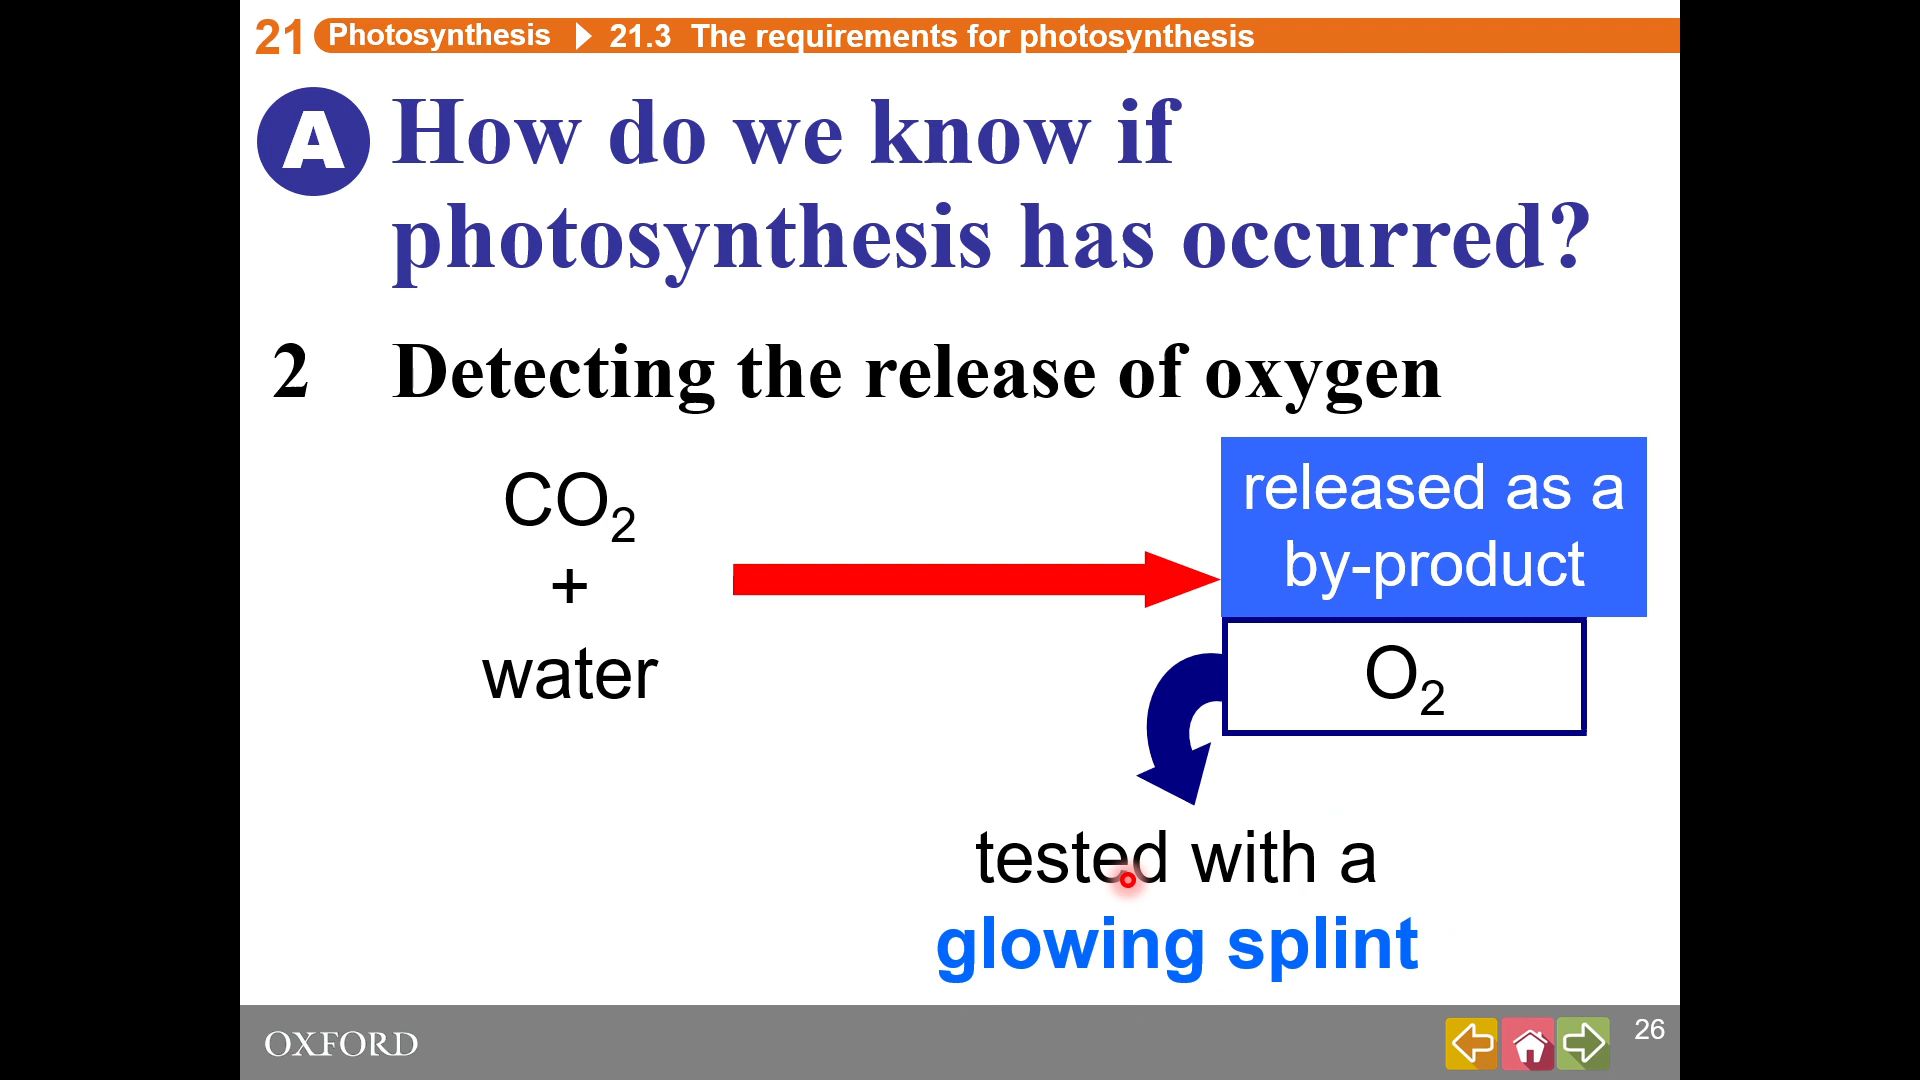 21 Photosynthesis 21.3 The requirements for photosynthesis
A How do we know if
photosynthesis has occurred?
2 Detecting the release of oxygen
CO₂
+
water
released as a
by-product
O₂
tested with a
glowing splint
OXFORD
26